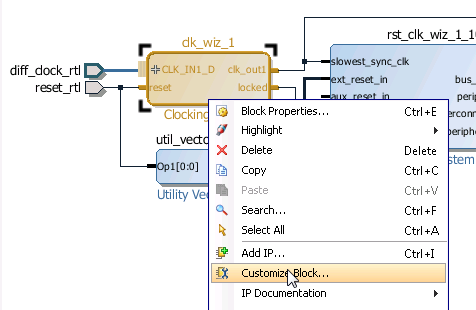 clk_wiz_1
rst_clk_wiz_1_10
diff_clock_rtl
CLK_IN1_D clk_out1
slowest_sync_clk
reset_rtl
reset locked
ext_reset_in bus_
aux_reset_in perip
Clocking
erconn
util_vecto
periphe
Op1[0:0]
Utility Vec
stem
Block Properties... Ctrl+E
Highlight
Delete Delete
Copy Ctrl+C
Paste Ctrl+V
Search... Ctrl+F
Select All Ctrl+A
Add IP... Ctrl+I
Customize Block...
IP Documentation